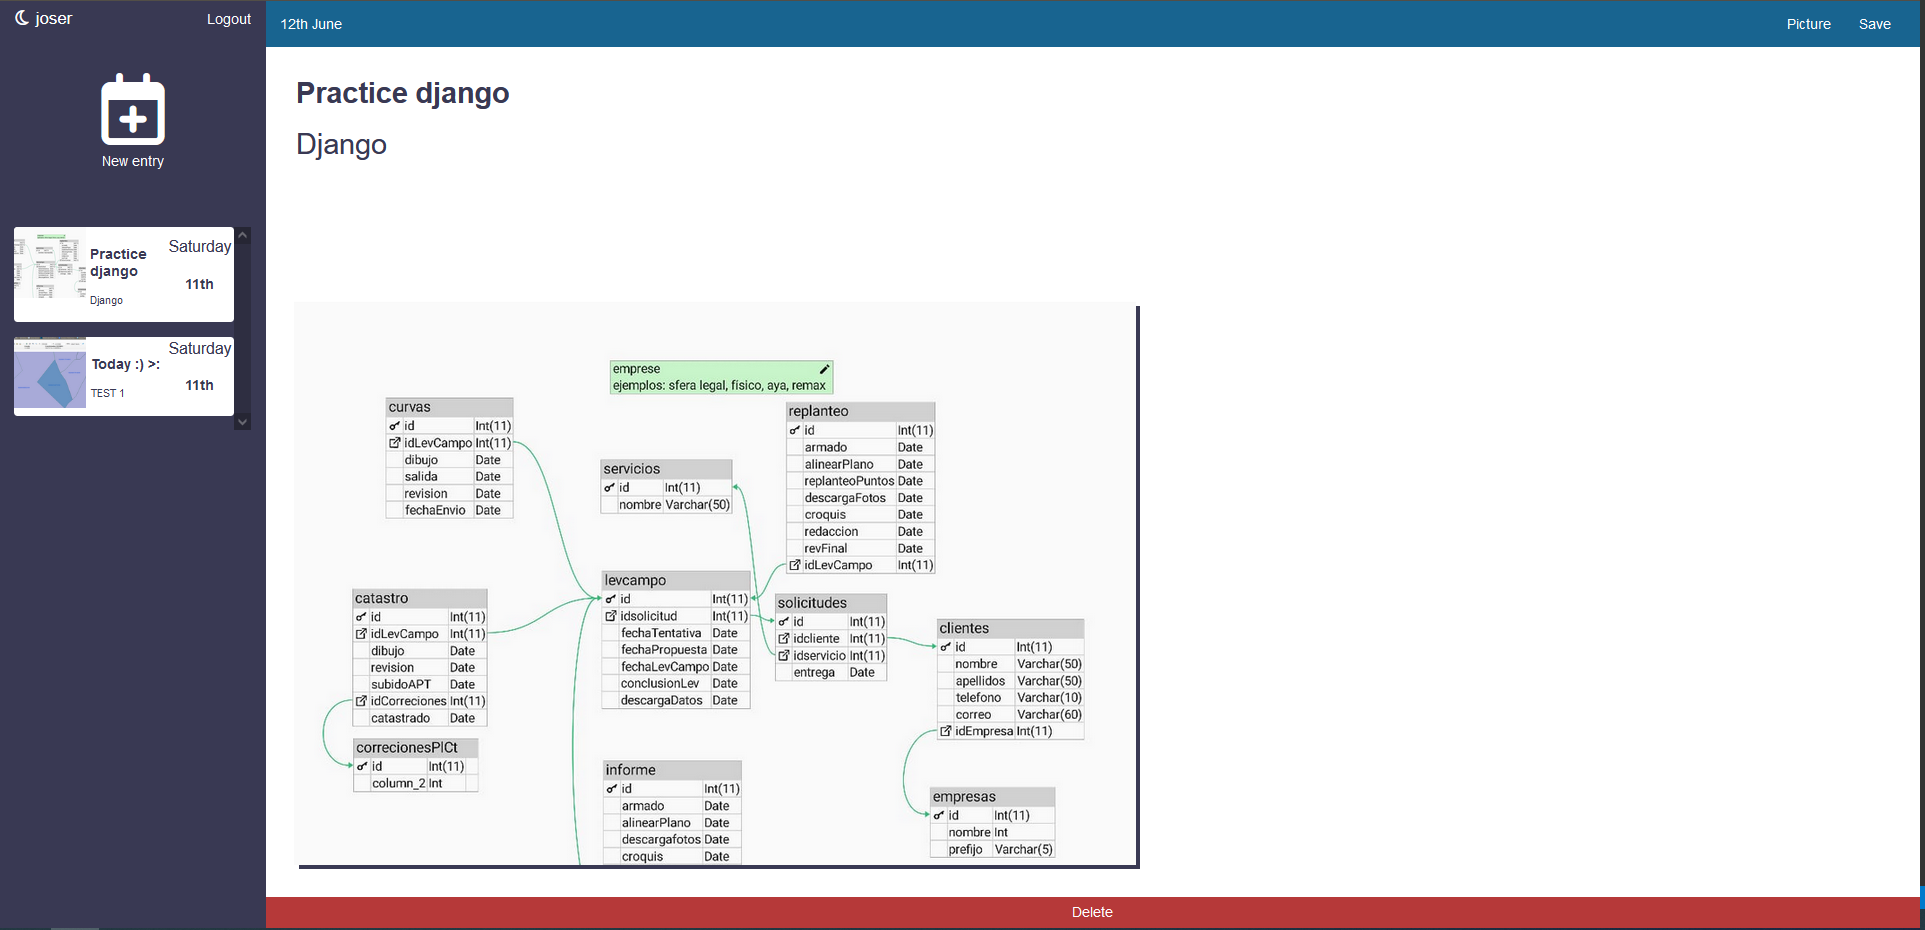 joser
Logout
New entry
Practice
django
Django
Saturday
11th
Today :) >:
TEST 1
Saturday
11th
12th June
Picture
Save
Practice django
Django
emprese
ejemplos: sfera legal, físico, aya, remax
curvas
id Int(11)
idLevCampo Int(11)
dibujo Date
salida Date
revision Date
fechaEnvio Date
servicios
id Int(11)
nombre Varchar(50)
replanteo
id Int(11)
armado Date
alinearPlano Date
replanteoPuntos Date
descargaFotos Date
croquis Date
redaccion Date
revFinal Date
idLevCampo Int(11)
catastro
id Int(11)
idLevCampo Int(11)
dibujo Date
revision Date
subidoAPT Date
idCorreciones Int(11)
catastrado Date
levcampo
id Int(11)
idsolicitud Int(11)
fechaTentativa Date
fechaPropuesta Date
fechaLevCampo Date
conclusionLev Date
descargaDatos Date
solicitudes
id Int(11)
idcliente Int(11)
idservicio Int(11)
entrega Date
clientes
id Int(11)
nombre Varchar(50)
apellidos Varchar(50)
telefono Varchar(10)
correo Varchar(60)
idEmpresa Int(11)
correcionesPlCt
id Int(11)
column_2 Int
informe
id Int(11)
armado Date
alinearPlano Date
descargafotos Date
croquis Date
empresas
id Int(11)
nombre Int
prefijo Varchar(5)
Delete